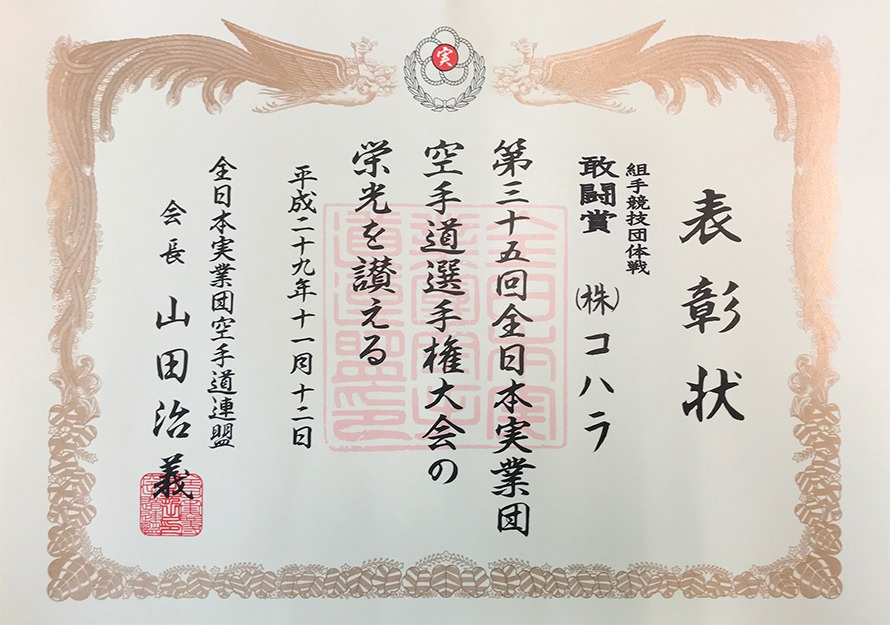 実
表彰状
組手競技団体戦
敢闘賞 (株)コハラ
第三十五回全日本実業団
空手道選手権大会の
栄光を讃える
平成二十九年十一月十二日
全日本実業団空手道連盟
会長 山田治義